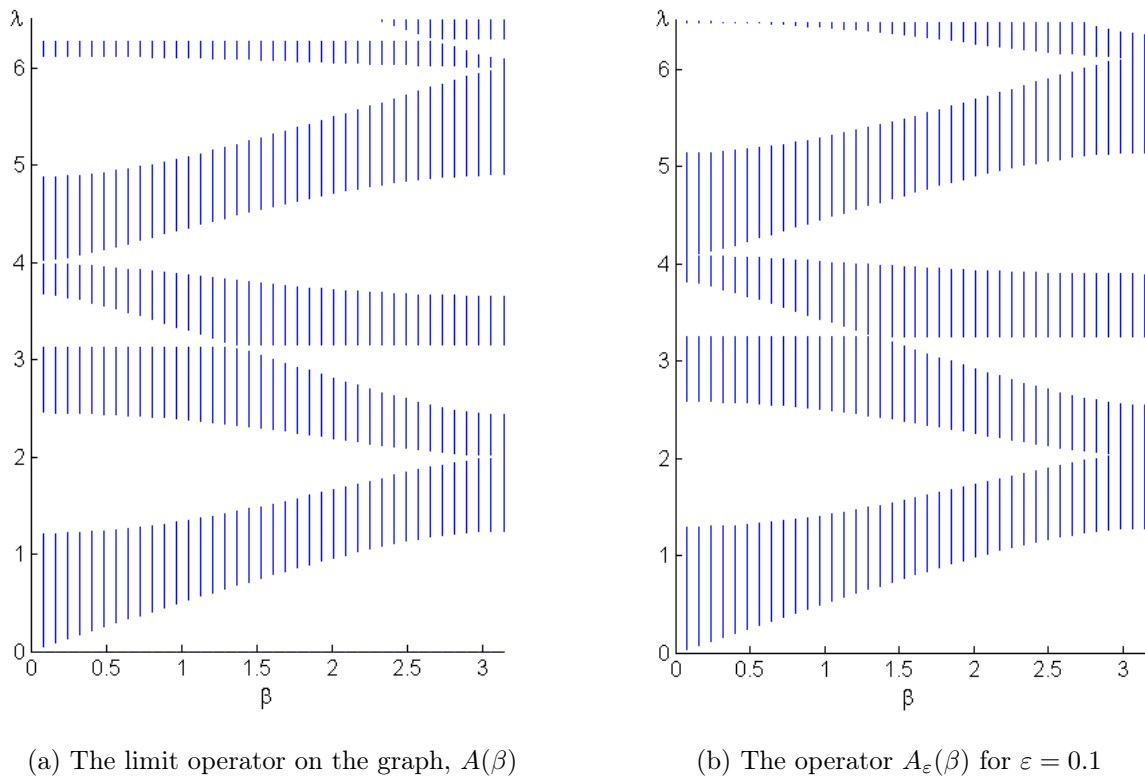 λ
6
5
4
3
2
1
0
0 0.5 1 1.5 2 2.5 3
β
λ
6
5
4
3
2
1
0
0 0.5 1 1.5 2 2.5 3
β
(a) The limit operator on the graph, A(β)
(b) The operator Aε(β) for ε = 0.1